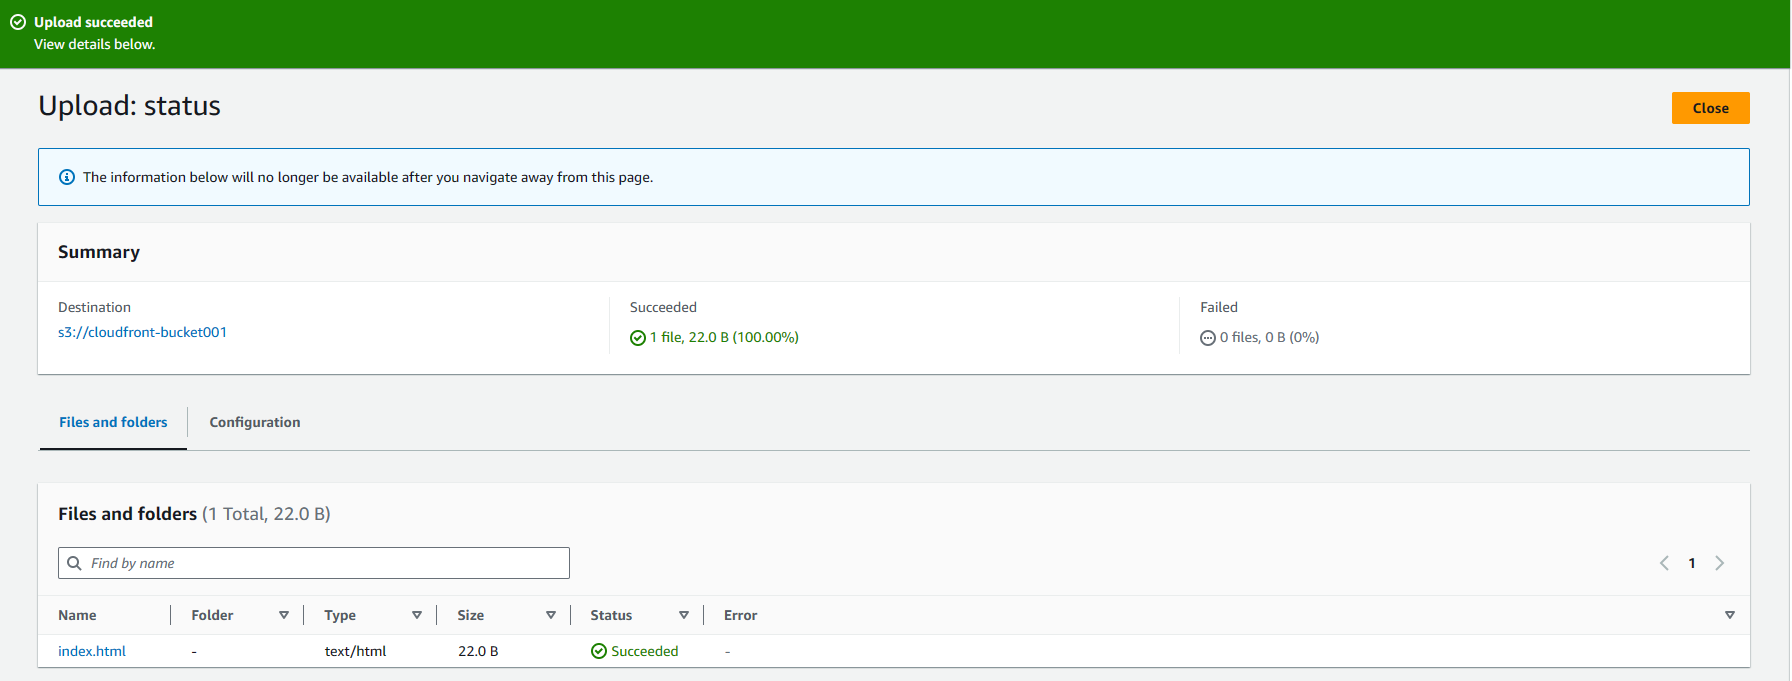 Upload succeeded
View details below.
Upload: status
Close
The information below will no longer be available after you navigate away from this page.
Summary
Destination
s3://cloudfront-bucket001
Succeeded
1 file, 22.0 B (100.00%)
Failed
0 files, 0 B (0%)
Files and folders
Configuration
Files and folders (1 Total, 22.0 B)
Find by name
1
Name Folder Type Size Status Error
index.html - text/html 22.0 B Succeeded -